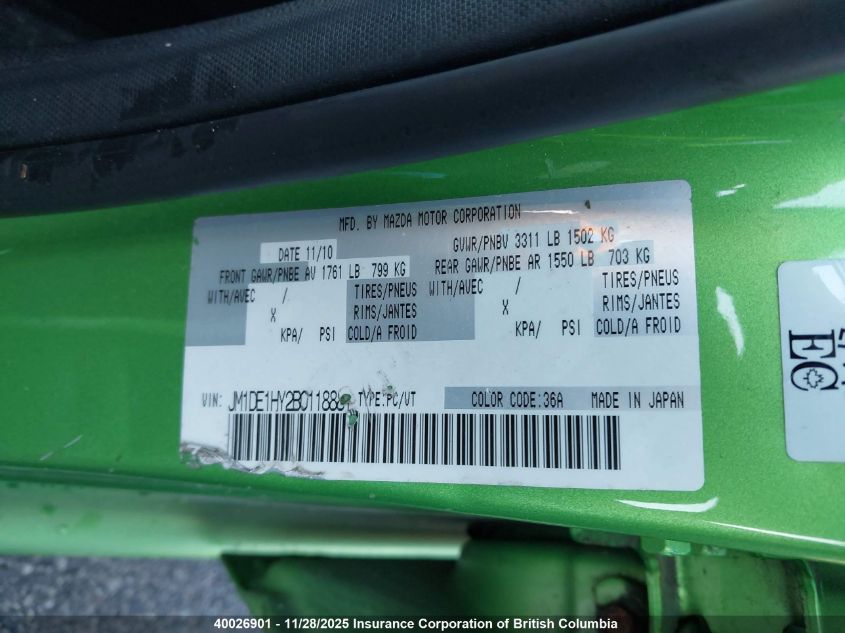 MFD. BY MAZDA MOTOR CORPORATION
DATE 11/10 GVWR/PNBV 3311 LB 1502 KG
FRONT GAWR/PNBE AV 1761 LB 799 KG REAR GAWR/PNBE AR 1550 LB 703 KG
WITH/AVEC / TIRES/PNEUS WITH/AVEC / TIRES/PNEUS
X RIMS/JANTES X RIMS/JANTES
KPA/ PSI COLD/A FROID KPA/ PSI COLD/A FROID
VIN: TYPE:PC/VT COLOR CODE:36A MADE IN JAPAN
EC
40026901 - 11/28/2025 Insurance Corporation of British Columbia